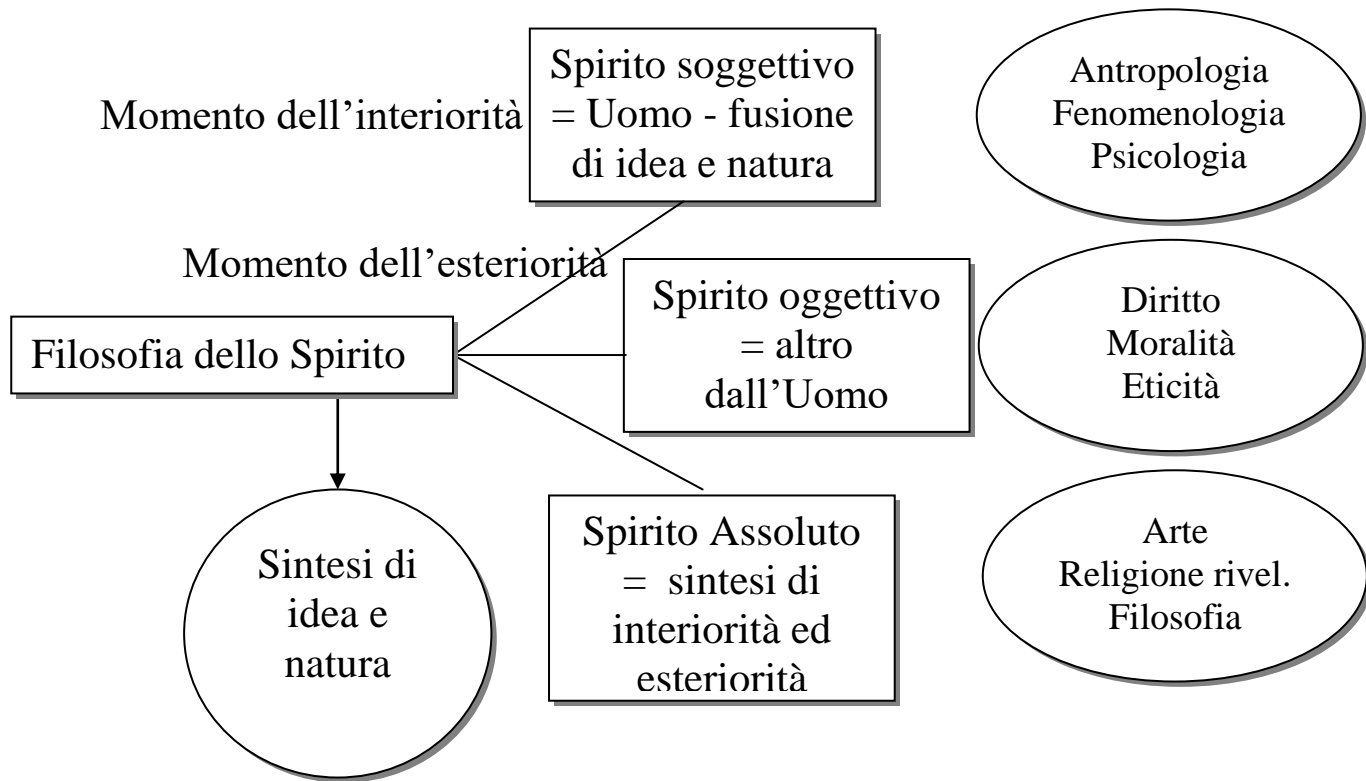 Momento dell’interiorità
Spirito soggettivo
= Uomo - fusione
di idea e natura
Antropologia
Fenomenologia
Psicologia
Momento dell’esteriorità
Spirito oggettivo
= altro
dall’Uomo
Diritto
Moralità
Eticità
Filosofia dello Spirito
Sintesi di
idea e
natura
Spirito Assoluto
= sintesi di
interiorità ed
esteriorità
Arte
Religione rivel.
Filosofia